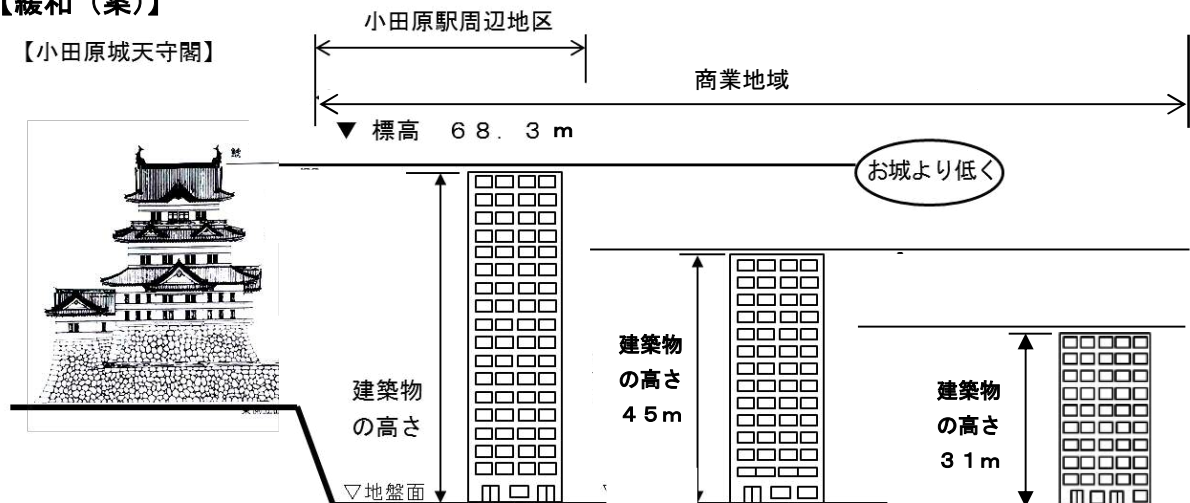 【緩和（案）】
小田原駅周辺地区
【小田原城天守閣】
商業地域
▼ 標高 ６８．３ｍ
鯱
お城より低く
建築物
の高さ
▽地盤面
建築物
の高さ
４５ｍ
建築物
の高さ
３１ｍ